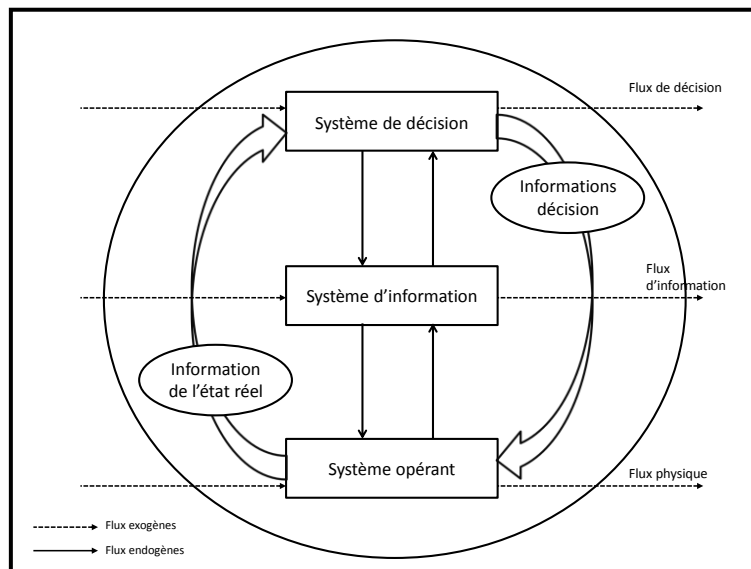 Flux de décision
Système de décision
Informations
décision
Flux
d’information
Système d’information
Information
de l’état réel
Système opérant
Flux physique
Flux exogènes
Flux endogènes